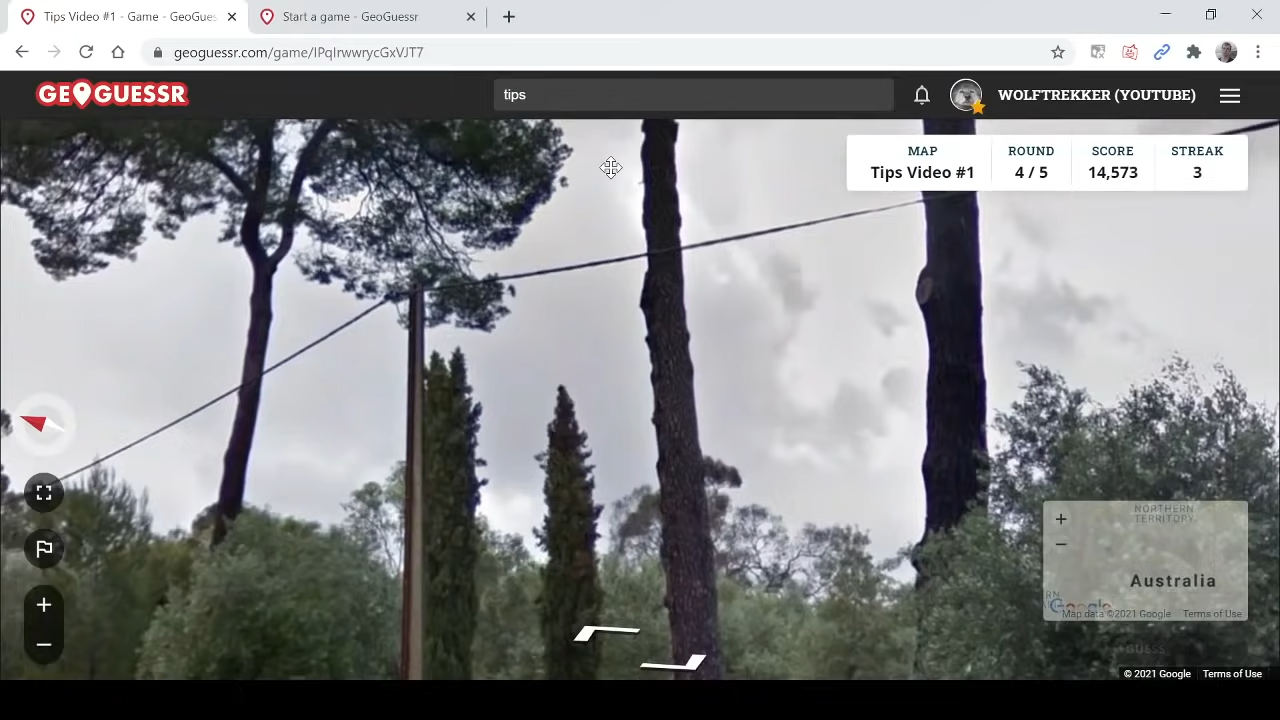 Tips Video #1 - Game - GeoGues
Start a game - GeoGuessr
geoguessr.com/game/IPqIrwwrycGxVJT7
GEOGUESSR
tips
WOLFTREKKER (YOUTUBE)
MAP
Tips Video #1
ROUND
4 / 5
SCORE
14,573
STREAK
3
NORTHERN
TERRITORY
Australia
Google
Map data ©2021 Google
Terms of Use
GUESS
© 2021 Google
Terms of Use